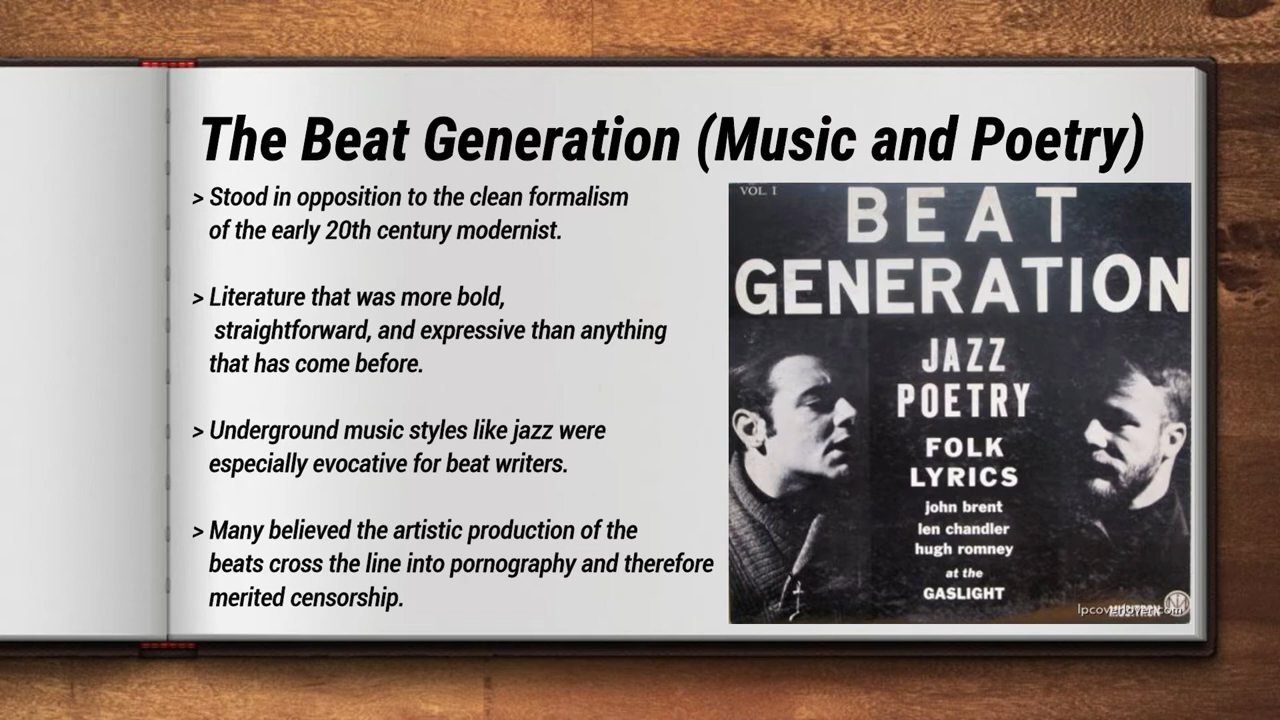 The Beat Generation (Music and Poetry)
> Stood in opposition to the clean formalism
of the early 20th century modernist.
> Literature that was more bold,
straightforward, and expressive than anything
that has come before.
> Underground music styles like jazz were
especially evocative for beat writers.
> Many believed the artistic production of the
beats cross the line into pornography and therefore
merited censorship.
VOL. I
BEAT
GENERATION
JAZZ
POETRY
FOLK
LYRICS
john brent
len chandler
hugh romney
at the
GASLIGHT